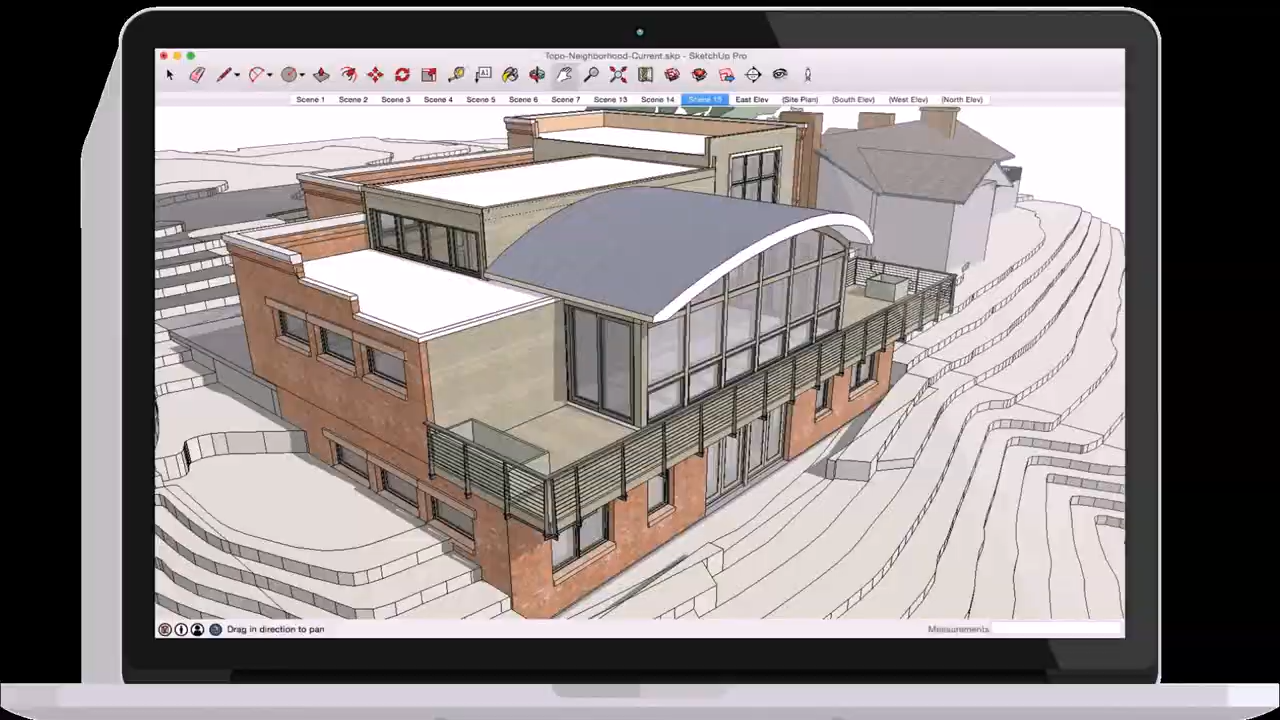 Topo-Neighborhood-Current.skp - SketchUp Pro
Scene 1 Scene 2 Scene 3 Scene 4 Scene 5 Scene 6 Scene 7 Scene 13 Scene 14 Scene 15 East Elev (Site Plan) (South Elev) (West Elev) (North Elev)
Drag in direction to pan
Measurements